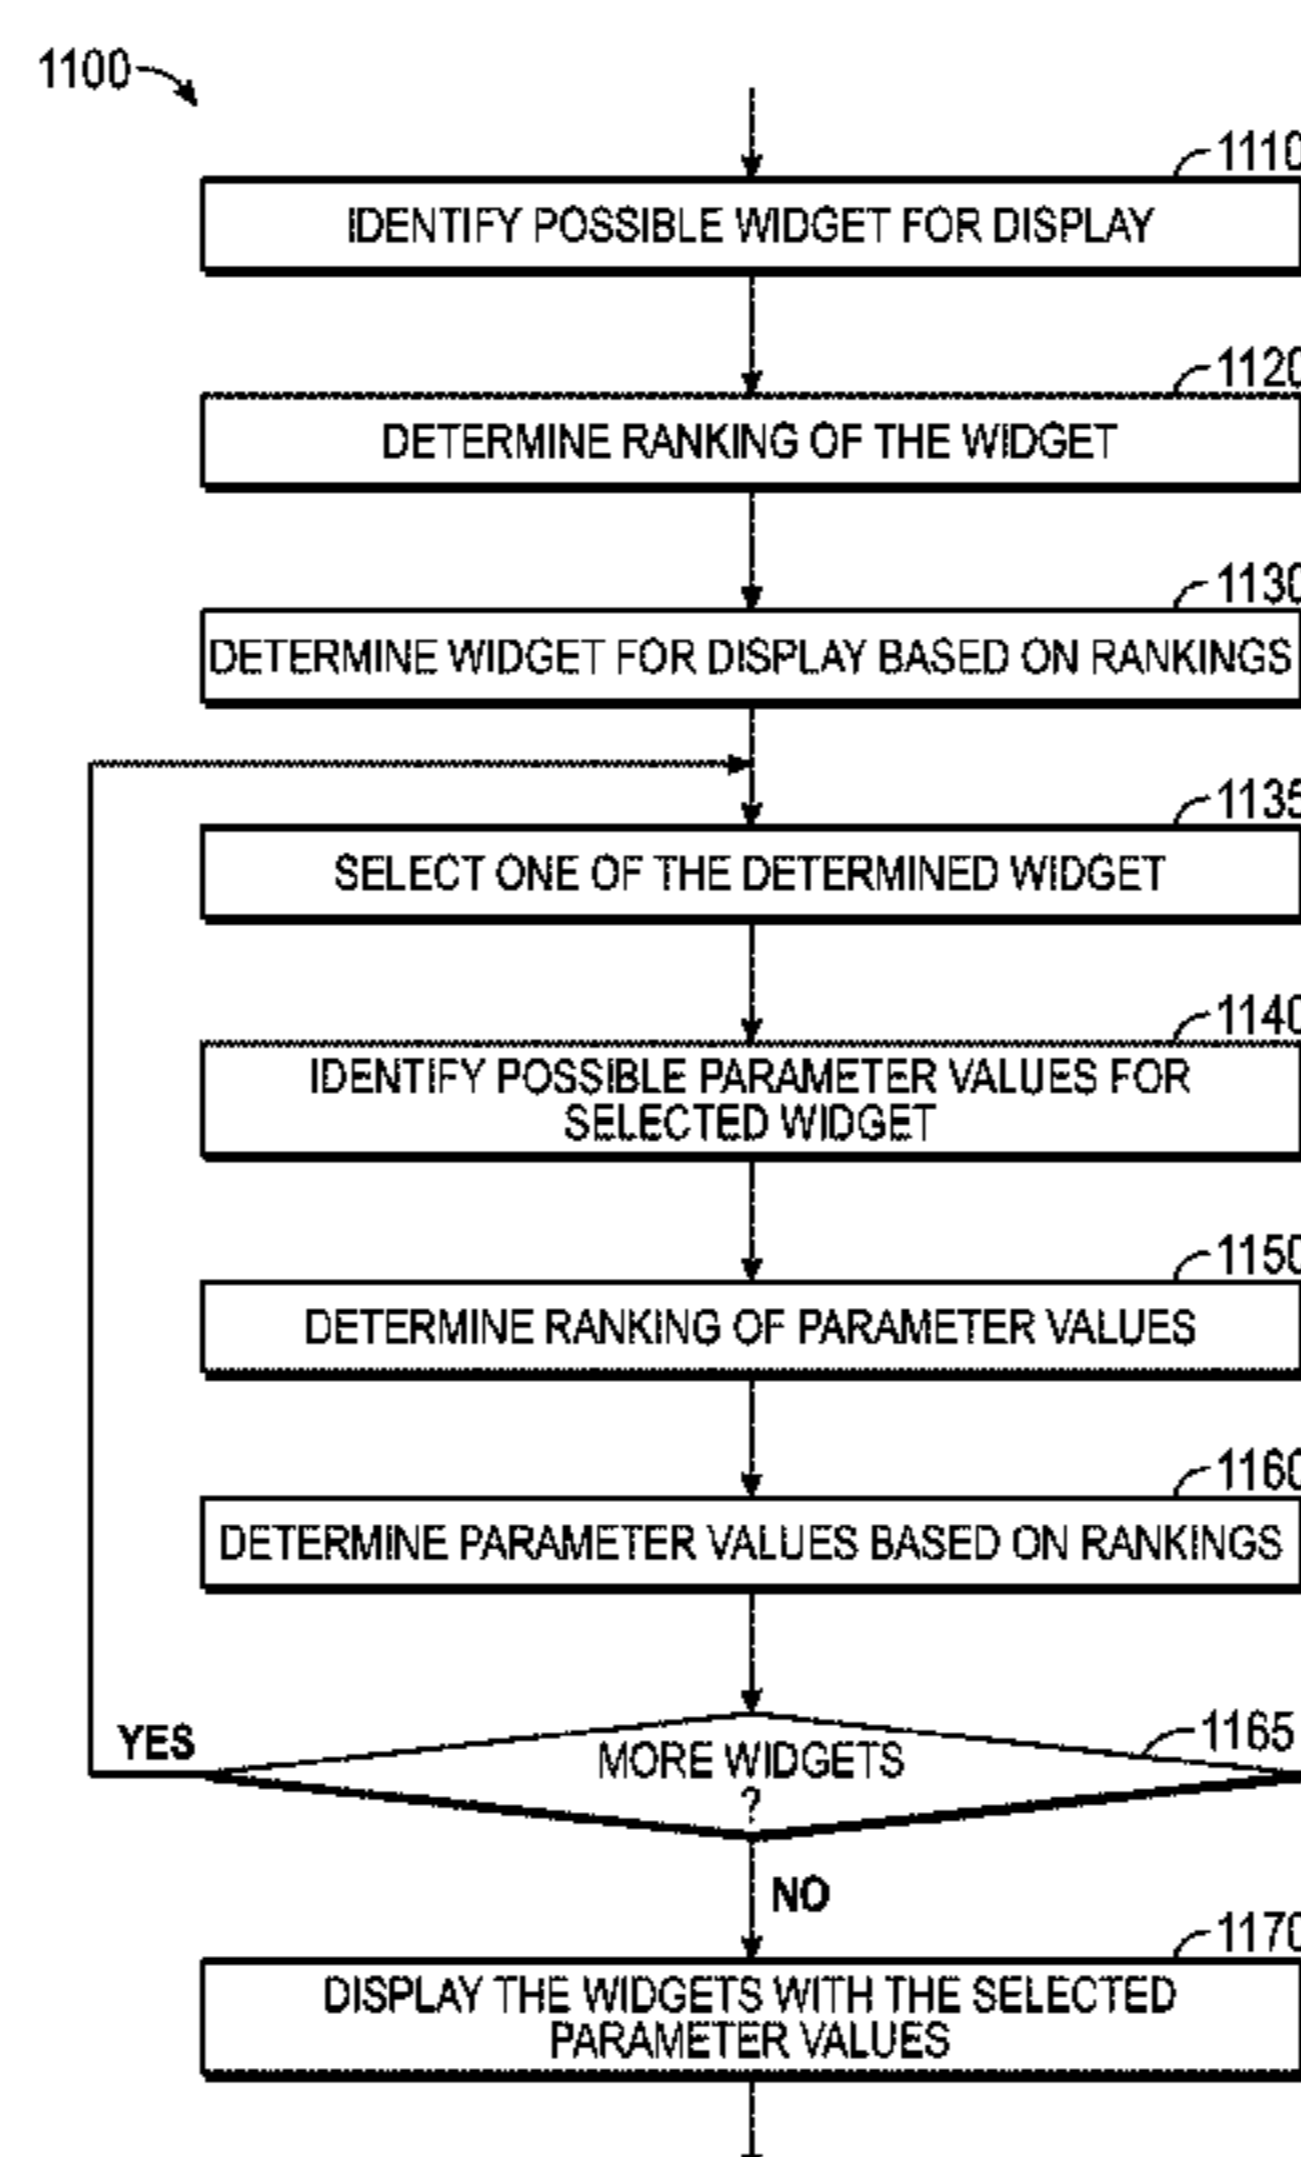 1100
1110
IDENTIFY POSSIBLE WIDGET FOR DISPLAY
1120
DETERMINE RANKING OF THE WIDGET
1130
DETERMINE WIDGET FOR DISPLAY BASED ON RANKINGS
1135
SELECT ONE OF THE DETERMINED WIDGET
1140
IDENTIFY POSSIBLE PARAMETER VALUES FOR
SELECTED WIDGET
1150
DETERMINE RANKING OF PARAMETER VALUES
1160
DETERMINE PARAMETER VALUES BASED ON RANKINGS
1165
YES
MORE WIDGETS
?
NO
1170
DISPLAY THE WIDGETS WITH THE SELECTED
PARAMETER VALUES